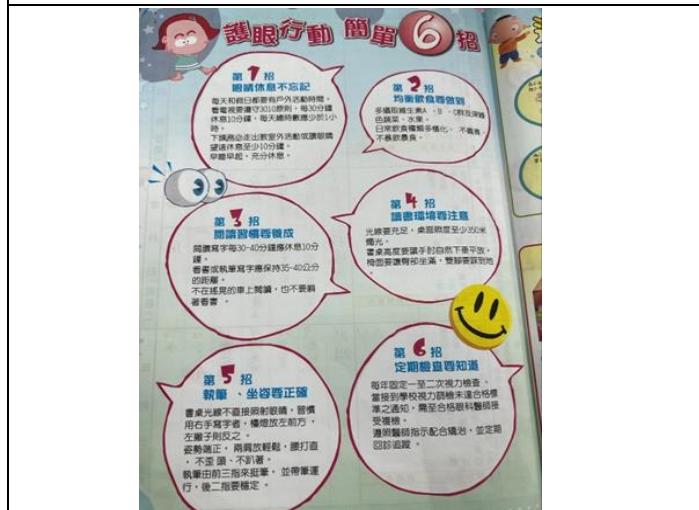 護眼行動 簡單 6 招
第 1 招
眼睛休息不忘記
每天和假日都要有戶外活動時間。
看電視要遵守3010原則，每30分鐘
休息10分鐘，每天總時數應少於1小
時。
下課務必走出教室外活動或讓眼睛
望遠休息至少10分鐘。
早睡早起，充分休息。
第 2 招
均衡飲食要做到
多攝取維生素A、B、C群及深綠
色蔬菜、水果。
日常飲食種類多樣化、不偏食
不暴飲暴食。
第 3 招
閱讀習慣要養成
閱讀寫字每30-40分鐘應休息10分
鐘。
看書或執筆寫字應保持35-40公分
的距離。
不在搖晃的車上閱讀，也不要躺
著看書。
第 4 招
讀書環境要注意
光線要充足，桌面照度至少350米
燭光。
書桌高度要讓手肘自然下垂平放，
椅面要讓臀部坐滿，雙腳要踩到地
。
第 5 招
執筆、坐姿要正確
書桌光線不直接照射眼睛，習慣
用右手寫字者，檯燈放左前方，
左撇子則反之。
姿勢端正，兩肩放輕鬆，腰打直
，不歪頭、不趴著。
執筆由前三指來挺筆，並帶筆運
行，後二指要穩定。
第 6 招
定期檢查要知道
每年固定一至二次視力檢查。
當接到學校視力篩檢未達合格標
準之通知，需至合格眼科醫師接
受複檢。
遵照醫師指示配合矯治，並定期
回診追蹤。